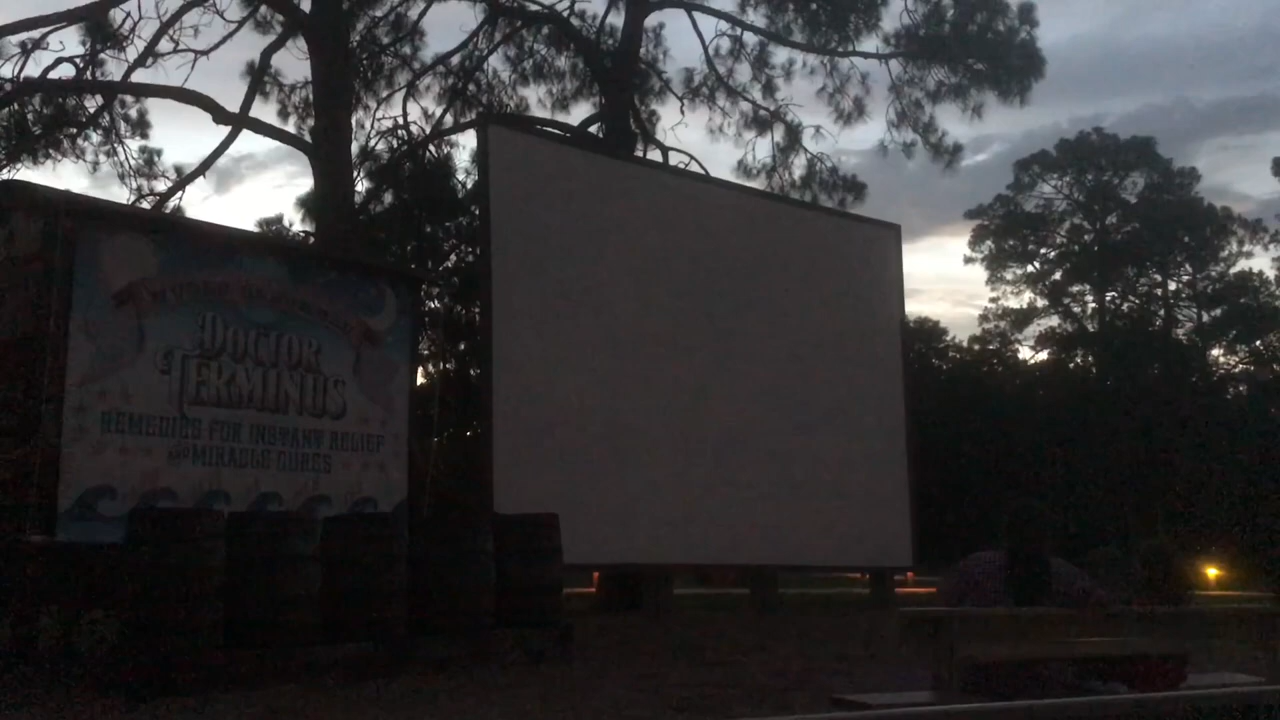 DOCTOR
TERMINUS
REMEDIES FOR INSTANT RELIEF
AND MIRACLE CURES